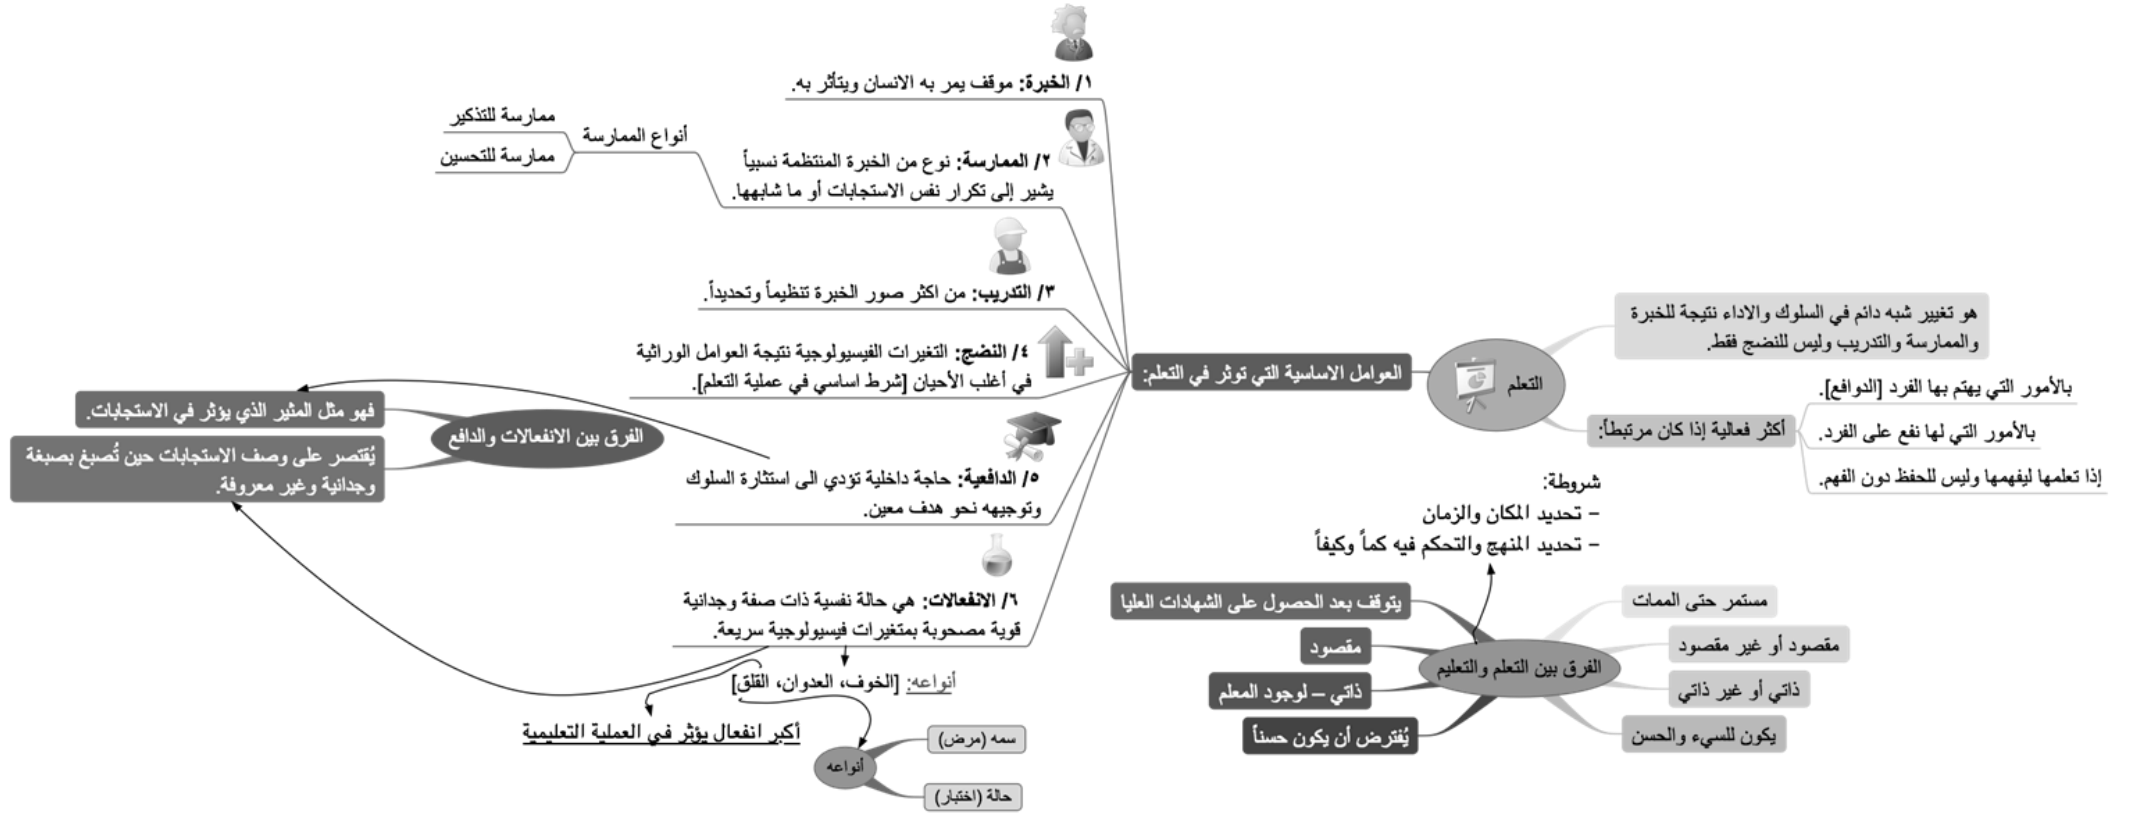 التعلم
هو تغيير شبه دائم في السلوك والاداء نتيجة للخبرة
والممارسة والتدريب وليس للنضج فقط.
أكثر فعالية إذا كان مرتبطاً:
بالأمور التي يهتم بها الفرد [الدوافع].
بالأمور التي لها نفع على الفرد.
إذا تعلمها ليفهمها وليس للحفظ دون الفهم.
العوامل الاساسية التي توثر في التعلم:
١/ الخبرة: موقف يمر به الانسان ويتأثر به.
٢/ الممارسة: نوع من الخبرة المنتظمة نسبياً
يشير إلى تكرار نفس الاستجابات أو ما شابهها.
أنواع الممارسة
ممارسة للتذكير
ممارسة للتحسين
٣/ التدريب: من اكثر صور الخبرة تنظيماً وتحديداً.
٤/ النضج: التغيرات الفيسيولوجية نتيجة العوامل الوراثية
في أغلب الأحيان [شرط اساسي في عملية التعلم].
٥/ الدافعية: حاجة داخلية تؤدي الى استثارة السلوك
وتوجيهه نحو هدف معين.
٦/ الانفعالات: هي حالة نفسية ذات صفة وجدانية
قوية مصحوبة بمتغيرات فيسيولوجية سريعة.
أنواعه: [الخوف، العدوان، القلق]
أكبر انفعال يؤثر في العملية التعليمية
أنواعه
سمه (مرض)
حالة (اختبار)
الفرق بين الانفعالات والدافع
فهو مثل المثير الذي يؤثر في الاستجابات.
يُقتصر على وصف الاستجابات حين تُصبغ بصبغة
وجدانية وغير معروفة.
شروطة:
– تحديد المكان والزمان
– تحديد المنهج والتحكم فيه كماً وكيفاً
الفرق بين التعلم والتعليم
مستمر حتى الممات
مقصود أو غير مقصود
ذاتي أو غير ذاتي
يكون للسيء والحسن
يتوقف بعد الحصول على الشهادات العليا
مقصود
ذاتي – لوجود المعلم
يُفترض أن يكون حسناً